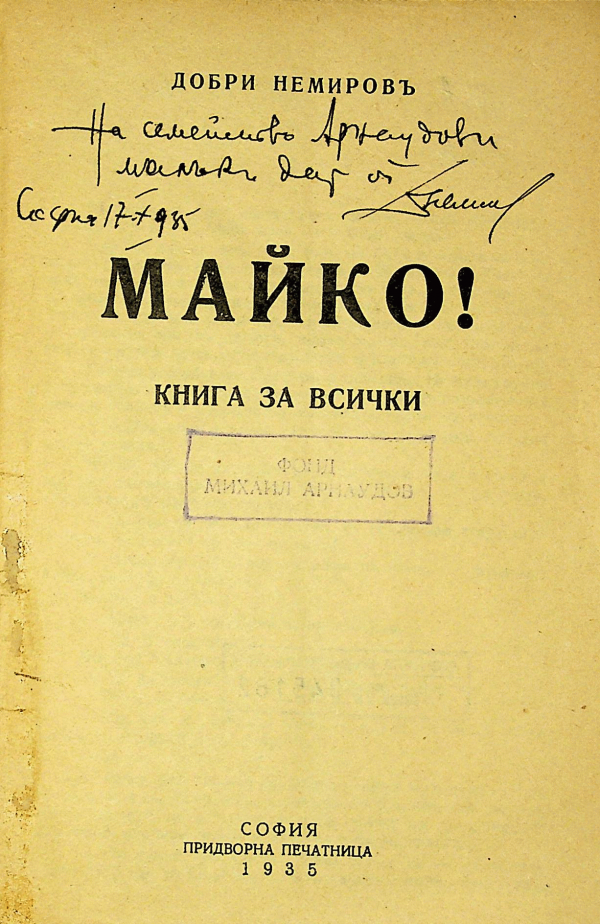 ДОБРИ НЕМИРОВЪ
На семейство Арнаудови
малъкъ дар от
София 17-X 935
МАЙКО!
КНИГА ЗА ВСИЧКИ
ФОНД
МИХАИЛ АРНАУДОВ
СОФИЯ
ПРИДВОРНА ПЕЧАТНИЦА
1935